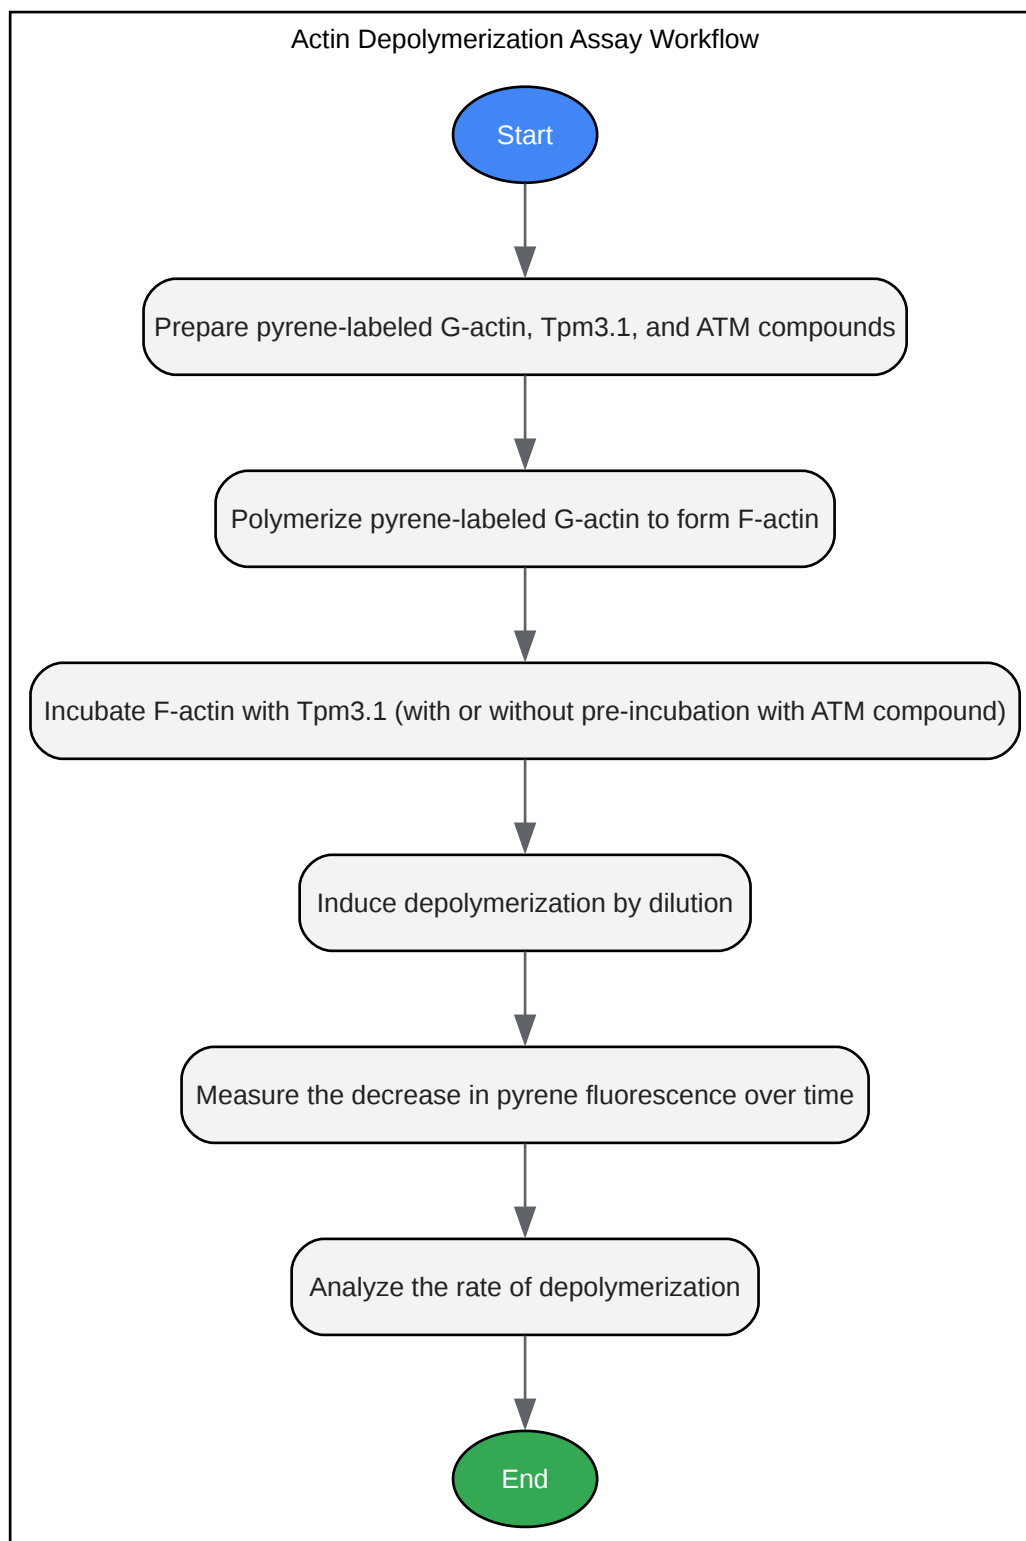 Actin Depolymerization Assay Workflow
Start
Prepare pyrene-labeled G-actin, Tpm3.1, and ATM compounds
Polymerize pyrene-labeled G-actin to form F-actin
Incubate F-actin with Tpm3.1 (with or without pre-incubation with ATM compound)
Induce depolymerization by dilution
Measure the decrease in pyrene fluorescence over time
Analyze the rate of depolymerization
End